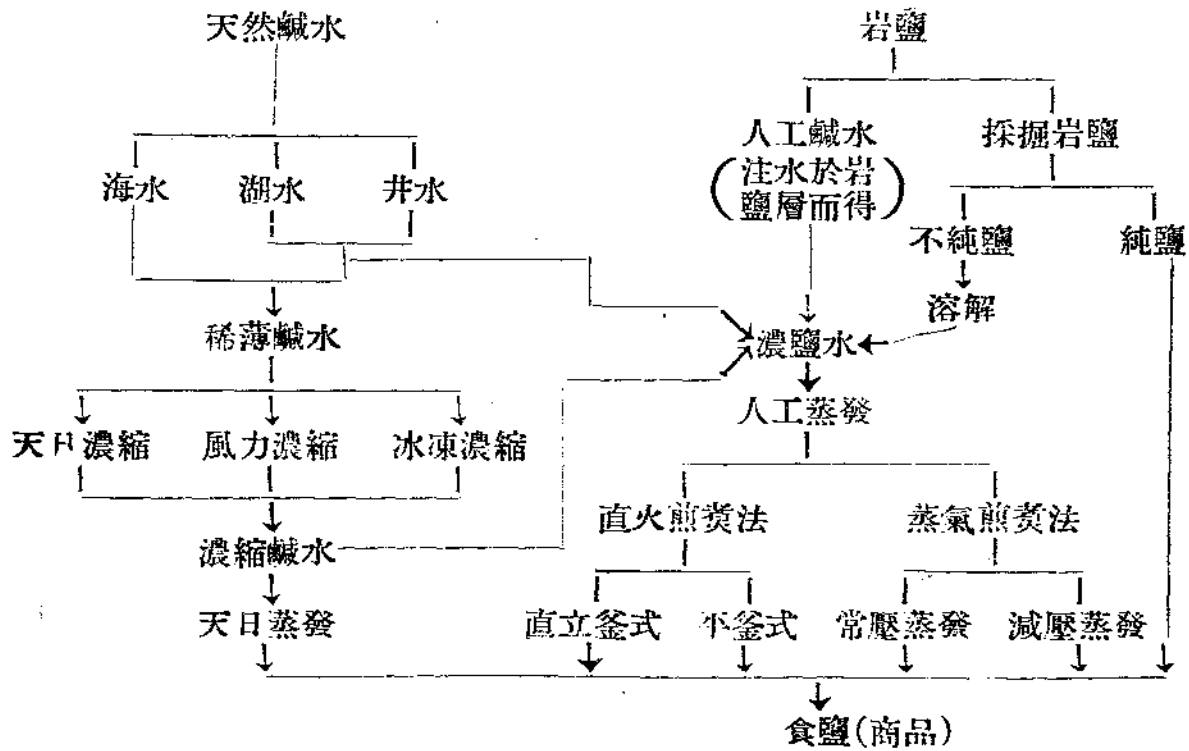 天然鹹水
岩鹽
人工鹹水
(注水於岩
鹽層而得)
採掘岩鹽
海水
湖水
井水
不純鹽
純鹽
溶解
稀薄鹹水
濃鹽水
人工蒸發
天日濃縮
風力濃縮
冰凍濃縮
直火煎熬法
蒸氣煎熬法
濃縮鹹水
天日蒸發
直立釜式
平釜式
常壓蒸發
減壓蒸發
食鹽(商品)